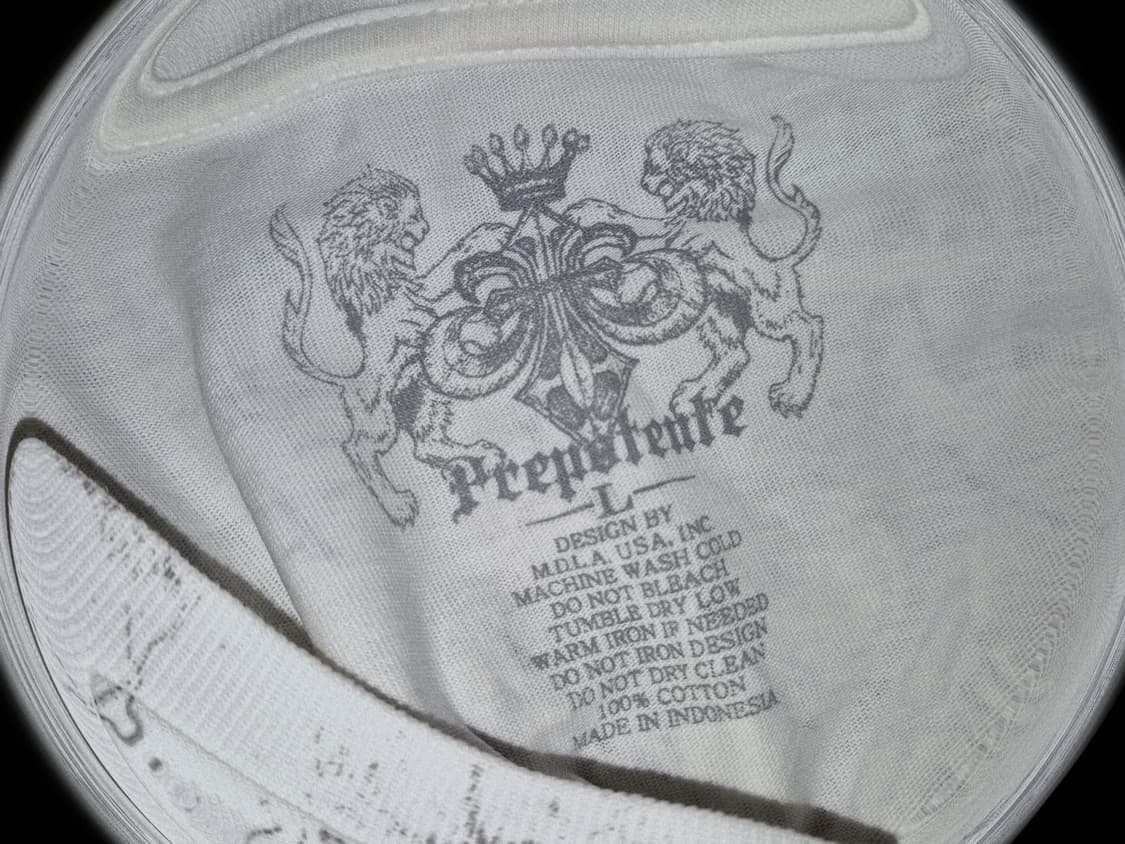 Prepotente
L
DESIGN BY
M.D.L.A USA, INC
MACHINE WASH COLD
DO NOT BLEACH
TUMBLE DRY LOW
WARM IRON IF NEEDED
DO NOT IRON DESIGN
DO NOT DRY CLEAN
100% COTTON
MADE IN INDONESIA